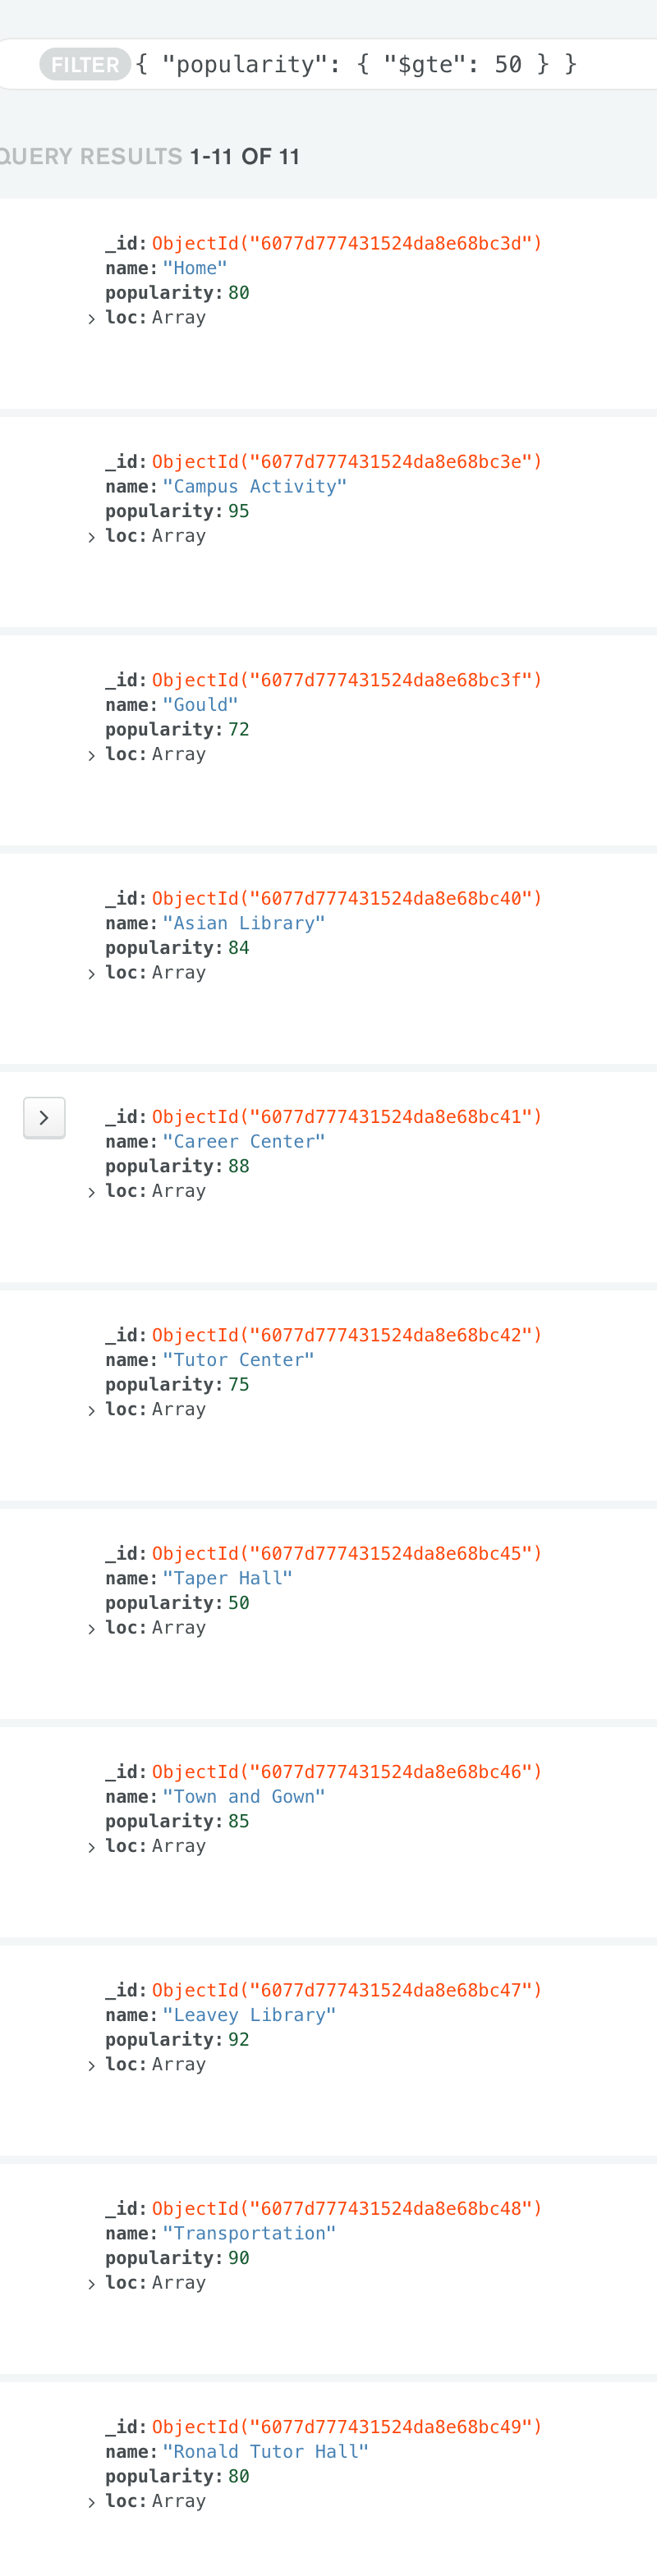 FILTER { "popularity": { "$gte": 50 } }
QUERY RESULTS 1-11 OF 11
_id: ObjectId("6077d777431524da8e68bc3d")
name: "Home"
popularity: 80
> loc: Array
_id: ObjectId("6077d777431524da8e68bc3e")
name: "Campus Activity"
popularity: 95
> loc: Array
_id: ObjectId("6077d777431524da8e68bc3f")
name: "Gould"
popularity: 72
> loc: Array
_id: ObjectId("6077d777431524da8e68bc40")
name: "Asian Library"
popularity: 84
> loc: Array
> _id: ObjectId("6077d777431524da8e68bc41")
name: "Career Center"
popularity: 88
> loc: Array
_id: ObjectId("6077d777431524da8e68bc42")
name: "Tutor Center"
popularity: 75
> loc: Array
_id: ObjectId("6077d777431524da8e68bc45")
name: "Taper Hall"
popularity: 50
> loc: Array
_id: ObjectId("6077d777431524da8e68bc46")
name: "Town and Gown"
popularity: 85
> loc: Array
_id: ObjectId("6077d777431524da8e68bc47")
name: "Leavey Library"
popularity: 92
> loc: Array
_id: ObjectId("6077d777431524da8e68bc48")
name: "Transportation"
popularity: 90
> loc: Array
_id: ObjectId("6077d777431524da8e68bc49")
name: "Ronald Tutor Hall"
popularity: 80
> loc: Array